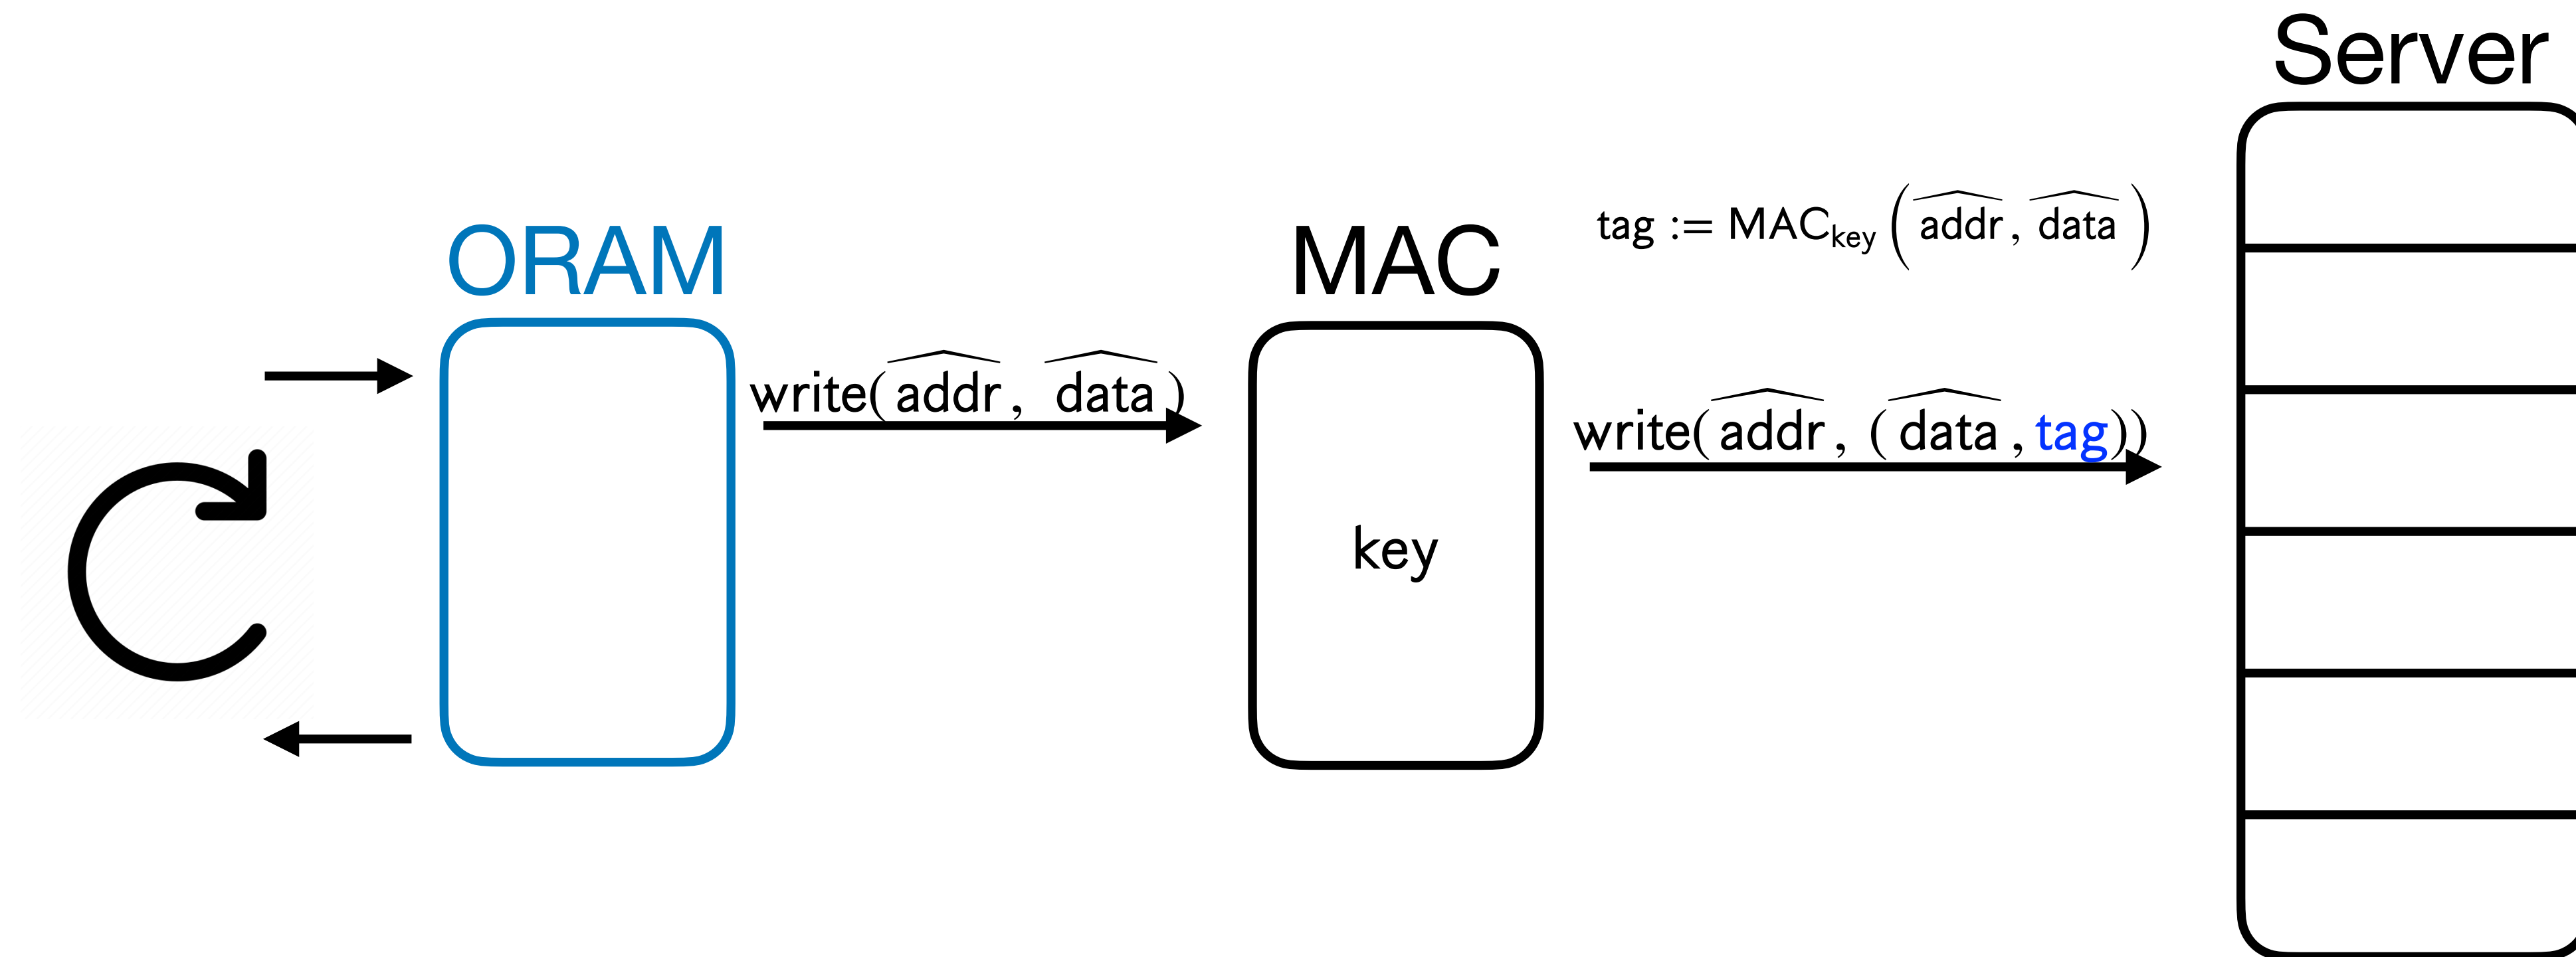 Server
tag := MACkey(addr, data)
ORAM
MAC
write(addr, data)
write(addr, (data, tag))
key